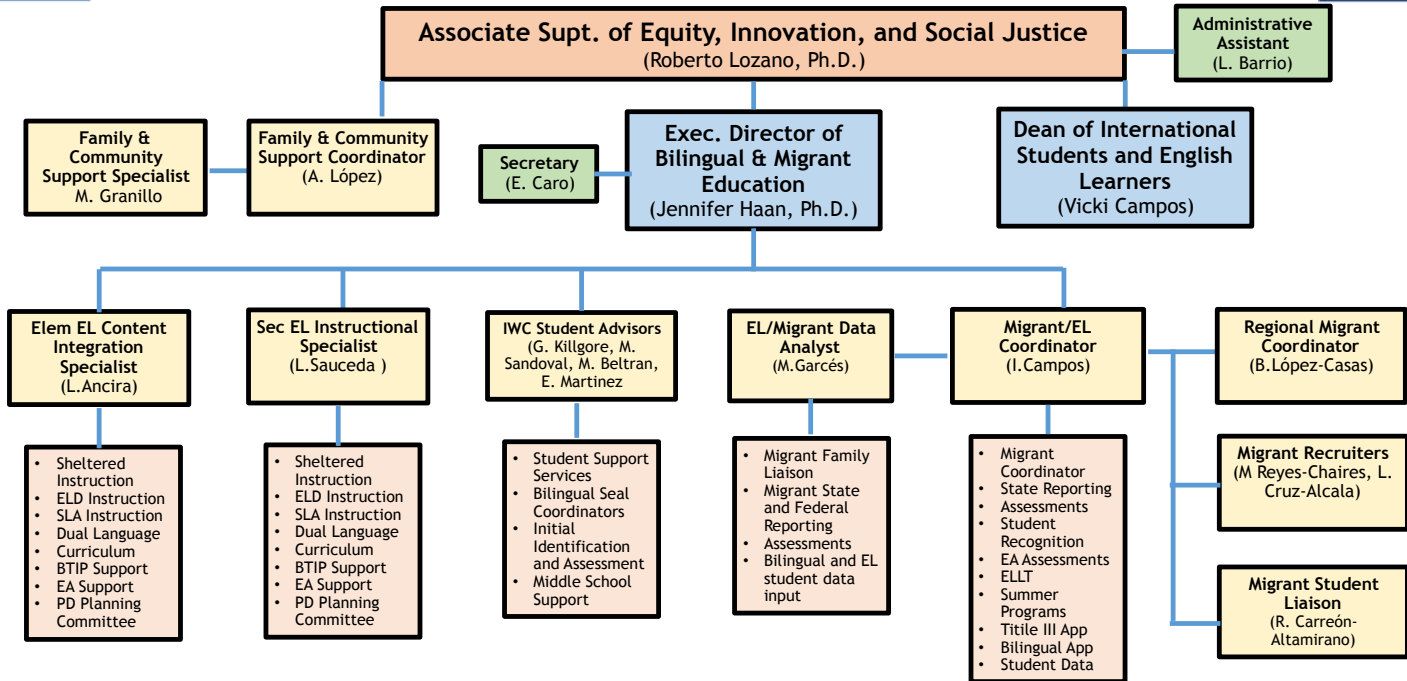 Associate Supt. of Equity, Innovation, and Social Justice
(Roberto Lozano, Ph.D.)
Administrative
Assistant
(L. Barrio)
Family &
Community
Support Specialist
M. Granillo
Family & Community
Support Coordinator
(A. López)
Secretary
(E. Caro)
Exec. Director of
Bilingual & Migrant
Education
(Jennifer Haan, Ph.D.)
Dean of International
Students and English
Learners
(Vicki Campos)
Elem EL Content
Integration
Specialist
(L.Ancira)
Sec EL Instructional
Specialist
(L.Sauceda )
IWC Student Advisors
(G. Killgore, M.
Sandoval, M. Beltran,
E. Martinez
EL/Migrant Data
Analyst
(M.Garcés)
Migrant/EL
Coordinator
(I.Campos)
Regional Migrant
Coordinator
(B.López-Casas)
• Sheltered
Instruction
• ELD Instruction
• SLA Instruction
• Dual Language
• Curriculum
• BTIP Support
• EA Support
• PD Planning
Committee
• Sheltered
Instruction
• ELD Instruction
• SLA Instruction
• Dual Language
• Curriculum
• BTIP Support
• EA Support
• PD Planning
Committee
• Student Support
Services
• Bilingual Seal
Coordinators
• Initial
Identification
and Assessment
• Middle School
Support
• Migrant Family
Liaison
• Migrant State
and Federal
Reporting
• Assessments
• Bilingual and EL
student data
input
• Migrant
Coordinator
• State Reporting
• Assessments
• Student
Recognition
• EA Assessments
• ELLT
• Summer
Programs
• Titile III App
• Bilingual App
• Student Data
Migrant Recruiters
(M Reyes-Chaires, L.
Cruz-Alcala)
Migrant Student
Liaison
(R. Carreón-
Altamirano)